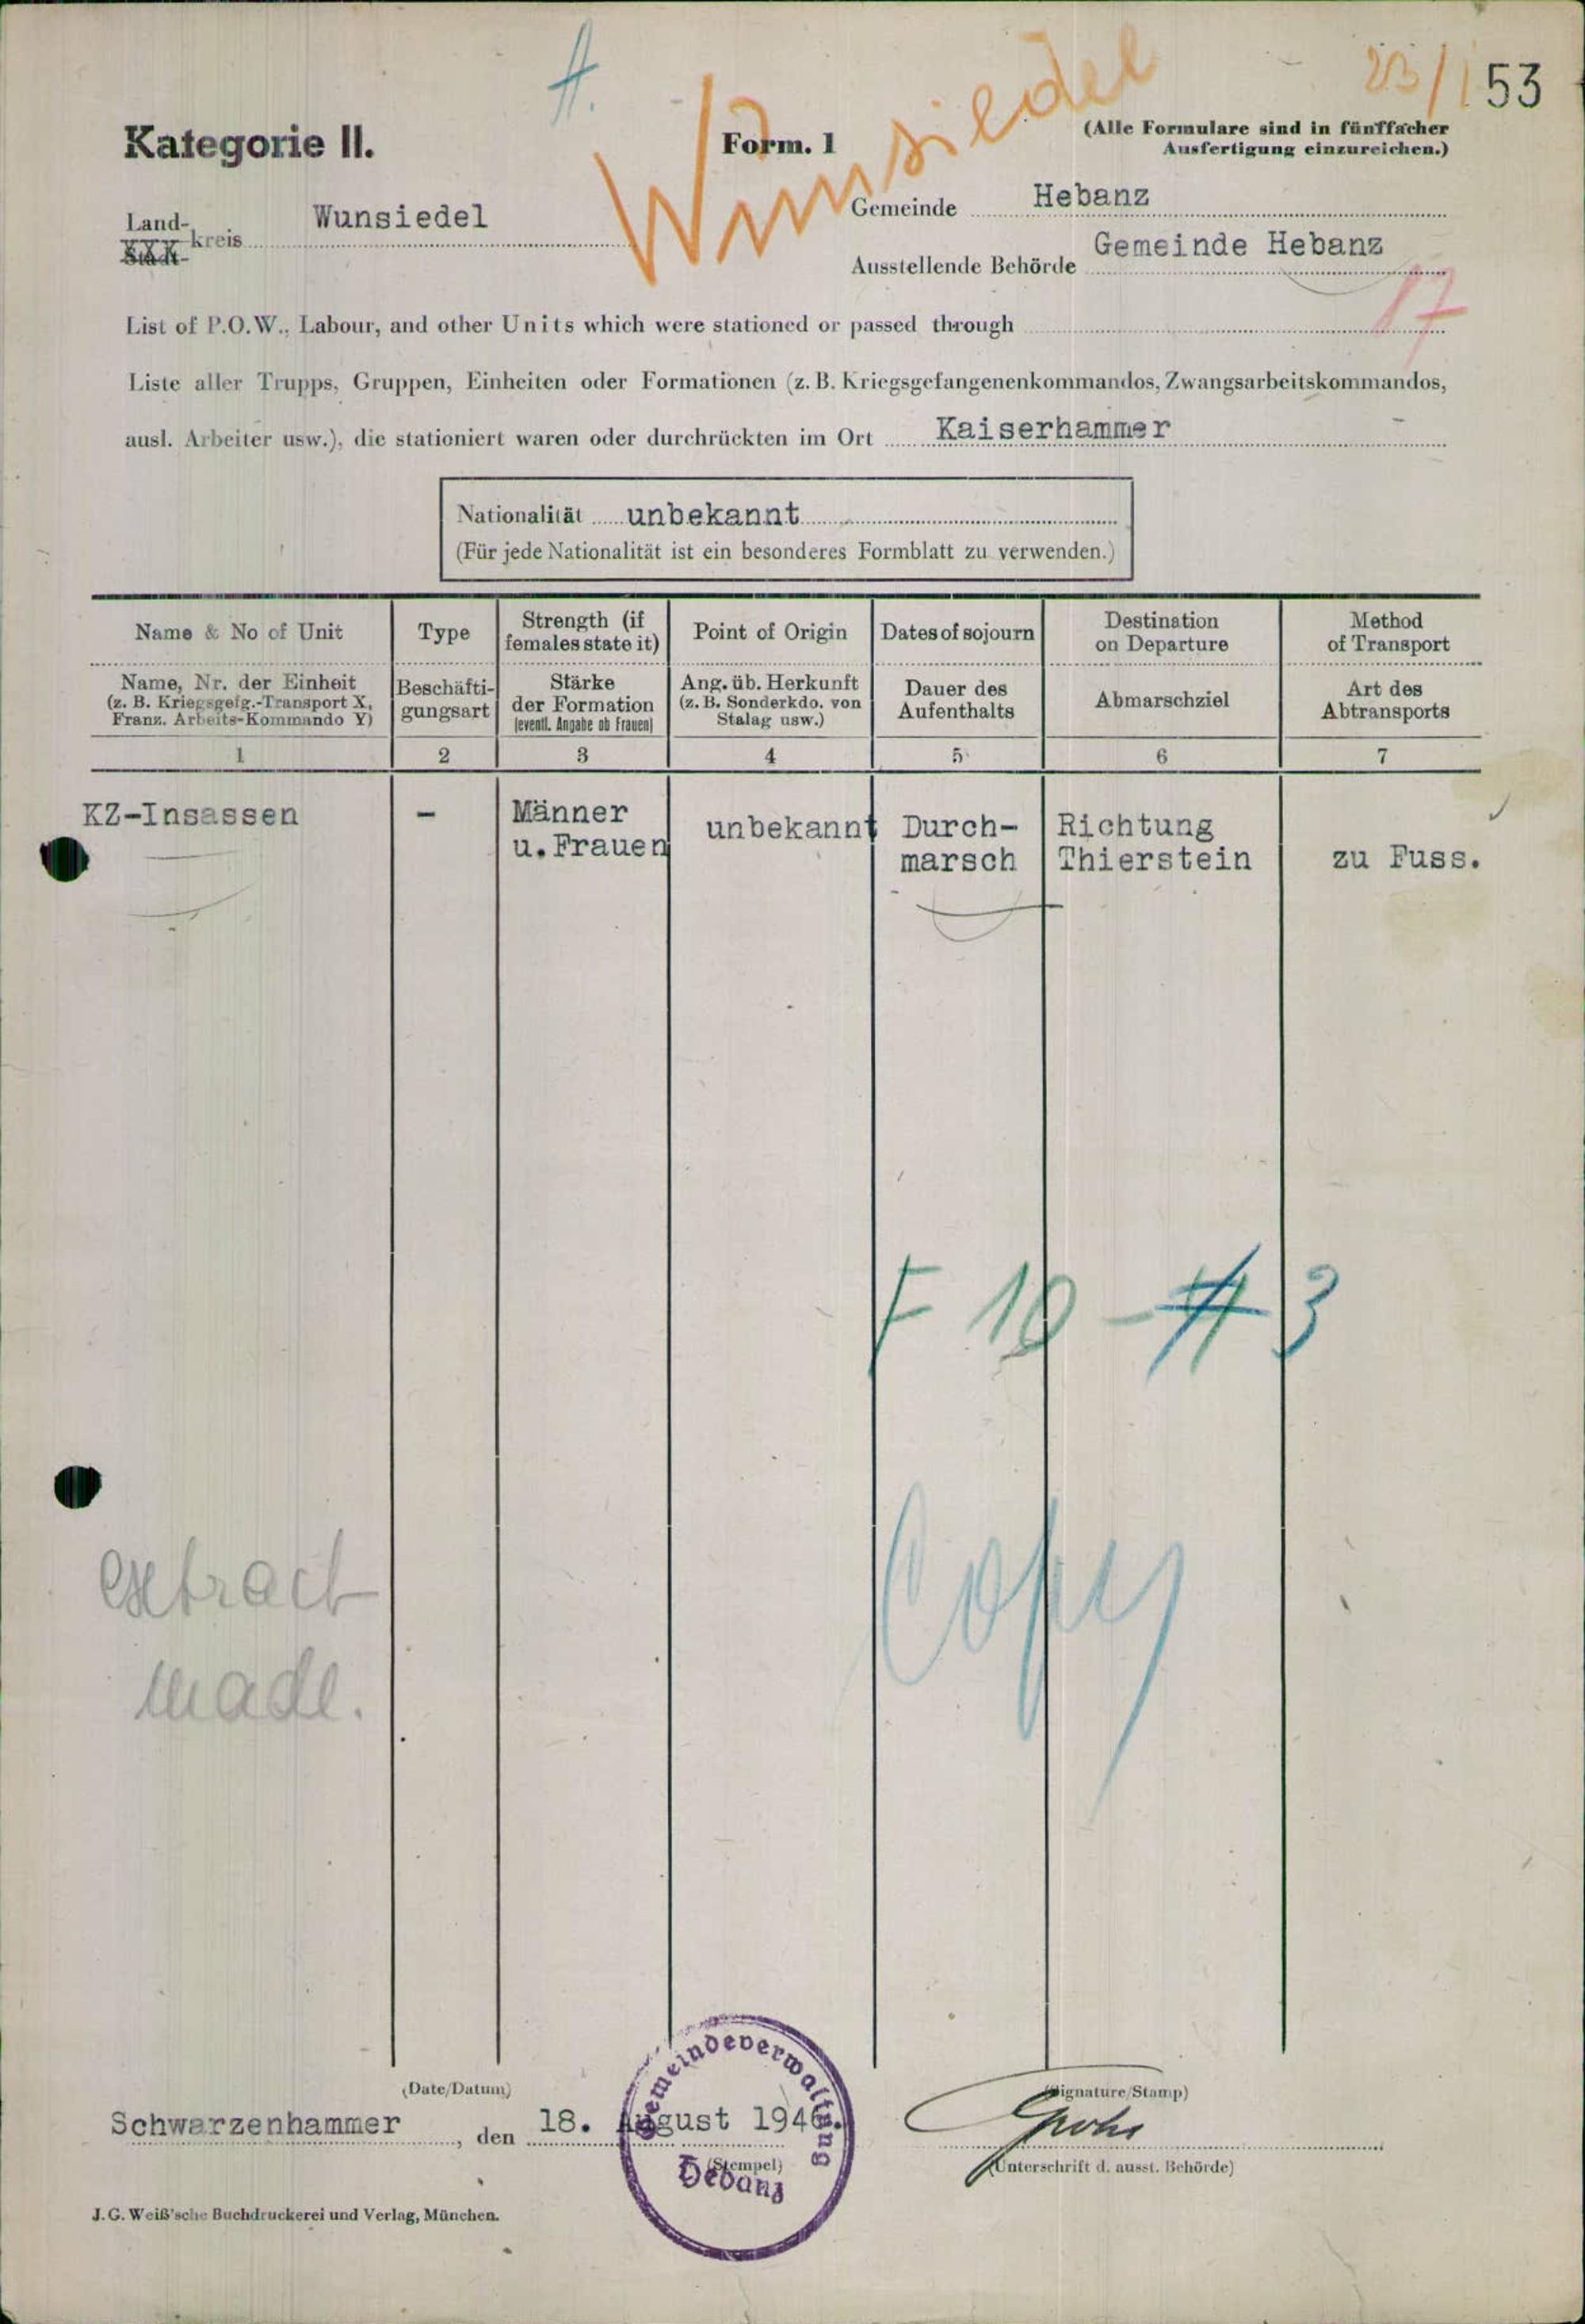 H.
Wunsiedel
23/1 53
Kategorie II.
Form. 1
(Alle Formulare sind in fünffacher
Ausfertigung einzureichen.)
Land-
Stadt-
kreis Wunsiedel
Gemeinde Hebanz
Ausstellende Behörde Gemeinde Hebanz
17
List of P.O.W., Labour, and other Units which were stationed or passed through
Liste aller Trupps, Gruppen, Einheiten oder Formationen (z. B. Kriegsgefangenenkommandos, Zwangsarbeitskommandos,
ausl. Arbeiter usw.), die stationiert waren oder durchrückten im Ort Kaiserhammer
Nationalität unbekannt
(Für jede Nationalität ist ein besonderes Formblatt zu verwenden.)
Name & No of Unit
Type
Strength (if
females state it)
Point of Origin
Dates of sojourn
Destination
on Departure
Method
of Transport
Name, Nr. der Einheit
(z. B. Kriegsgefg.-Transport X,
Franz. Arbeits-Kommando Y)
Beschäfti-
gungsart
Stärke
der Formation
(eventl. Angabe ob Frauen)
Ang. üb. Herkunft
(z. B. Sonderkdo. von
Stalag usw.)
Dauer des
Aufenthalts
Abmarschziel
Art des
Abtransports
1 2 3 4 5 6 7
KZ-Insassen
-
Männer
u. Frauen
unbekannt
Durch-
marsch
Richtung
Thierstein
zu Fuss.
F 10 - # 3
Copy
extract
made.
(Date/Datum)
Schwarzenhammer, den 18. August 1946.
(Stempel)
Gemeindeverwaltung
Hebanz
(Signature/Stamp)
(Unterschrift d. ausst. Behörde)
J. G. Weiß'sche Buchdruckerei und Verlag, München.